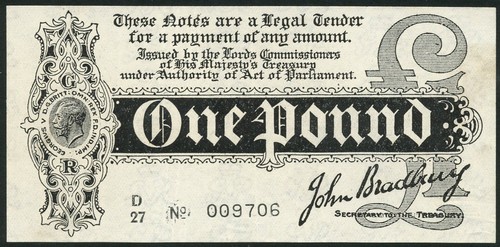 These Notes are a Legal Tender
for a payment of any amount.
Issued by the Lords Commissioners
of His Majesty's Treasury
under Authority of Act of Parliament.
£
G
R
One Pound
£1
John Bradbury
SECRETARY TO THE TREASURY.
D
27 No. 009706